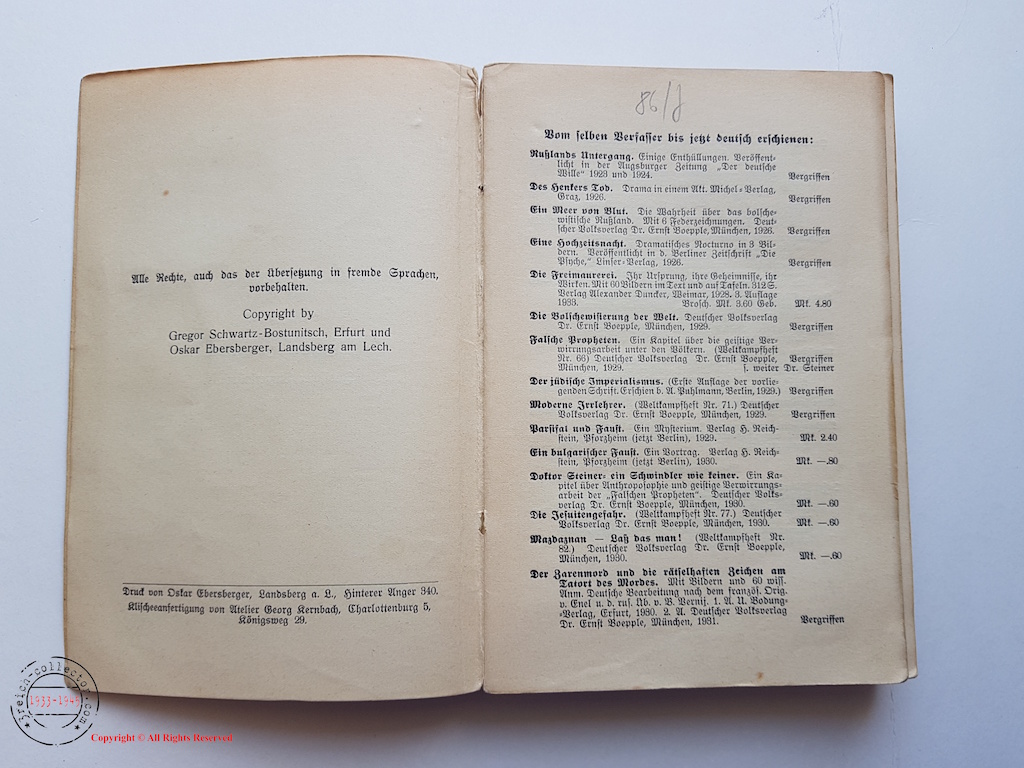 Alle Rechte, auch das der Übersetzung in fremde Sprachen,
vorbehalten.
Copyright by
Gregor Schwartz-Bostunitsch, Erfurt und
Oskar Ebersberger, Landsberg am Lech.
Druck von Oskar Ebersberger, Landsberg a. L., Hinterer Anger 340.
Klischeeanfertigung von Atelier Georg Kernbach, Charlottenburg 5,
Königsweg 29.
86/J
Vom selben Verfasser bis jetzt deutsch erschienen:
Rußlands Untergang. Einige Enthüllungen. Veröffent-
licht in der Augsburger Zeitung „Der deutsche
Wille“ 1923 und 1924. Vergriffen
Des Henkers Tod. Drama in einem Akt. Michel-Verlag,
Graz, 1926. Vergriffen
Ein Meer von Blut. Die Wahrheit über das bolsche-
wistische Rußland. Mit 6 Federzeichnungen. Deut-
scher Volksverlag Dr. Ernst Boepple, München, 1926. Vergriffen
Eine Hochzeitsnacht. Dramatisches Nocturno in 3 Bil-
dern. Veröffentlicht in d. Berliner Zeitschrift „Die
Psyche,“ Linser-Verlag, 1926. Vergriffen
Die Freimaurerei. Ihr Ursprung, ihre Geheimnisse, ihr
Wirken. Mit 60 Bildern im Text und auf Tafeln. 312 S.
Verlag Alexander Duncker, Weimar, 1928. 3. Auflage
1933. Brosch. Mk. 3.60 Geb. Mk. 4.80
Die Bolschewisierung der Welt. Deutscher Volksverlag
Dr. Ernst Boepple, München, 1929. Vergriffen
Falsche Propheten. Ein Kapitel über die geistige Ver-
wirrungsarbeit unter den Völkern. (Weltkampfheft
Nr. 66) Deutscher Volksverlag Dr. Ernst Boepple, Vergriffen
München, 1929. s. weiter Dr. Steiner
Der jüdische Imperialismus. (Erste Auflage der vorlie-
genden Schrift. Erschien b. A. Puhlmann, Berlin, 1929.) Vergriffen
Moderne Irrlehrer. (Weltkampfheft Nr. 71.) Deutscher
Volksverlag Dr. Ernst Boepple, München, 1929. Vergriffen
Parsifal und Faust. Ein Mysterium. Verlag H. Reich-
stein, Pforzheim (jetzt Berlin), 1929. Mk. 2.40
Ein bulgarischer Faust. Ein Vortrag. Verlag H. Reich-
stein, Pforzheim (jetzt Berlin), 1930. Mk. —.80
Doktor Steiner- ein Schwindler wie keiner. Ein Ka-
pitel über Anthroposophie und geistige Verwirrungs-
arbeit der „Falschen Propheten“. Deutscher Volks-
verlag Dr. Ernst Boepple, München, 1930. Mk. —.60
Die Jesuitengefahr. (Weltkampfheft Nr. 77.) Deutscher
Volksverlag Dr. Ernst Boepple, München, 1930. Mk. —.60
Mazdaznan — Laß das man! (Weltkampfheft Nr.
82.) Deutscher Volksverlag Dr. Ernst Boepple,
München, 1930. Mk. —.60
Der Zarenmord und die rätselhaften Zeichen am
Tatort des Mordes. Mit Bildern und 60 wiss.
Anm. Deutsche Bearbeitung nach dem französ. Orig.
v. Enel u. d. rus. Üb. v. B. Vernis. 1. A. U. Bodung-
Verlag, Erfurt, 1930. 2. A. Deutscher Volksverlag
Dr. Ernst Boepple, München, 1931. Vergriffen
3reich-collector.com
1933-1945
Copyright © All Rights Reserved